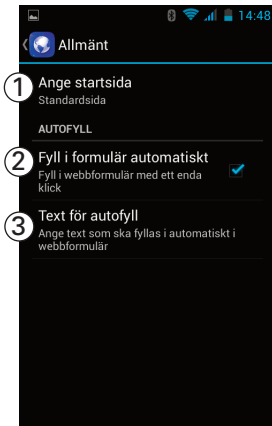 14:48
Allmänt
1 Ange startsida
Standardsida
AUTOFYLL
2 Fyll i formulär automatiskt
Fyll i webbformulär med ett enda
klick
3 Text för autofyll
Ange text som ska fyllas i automatiskt i
webbformulär